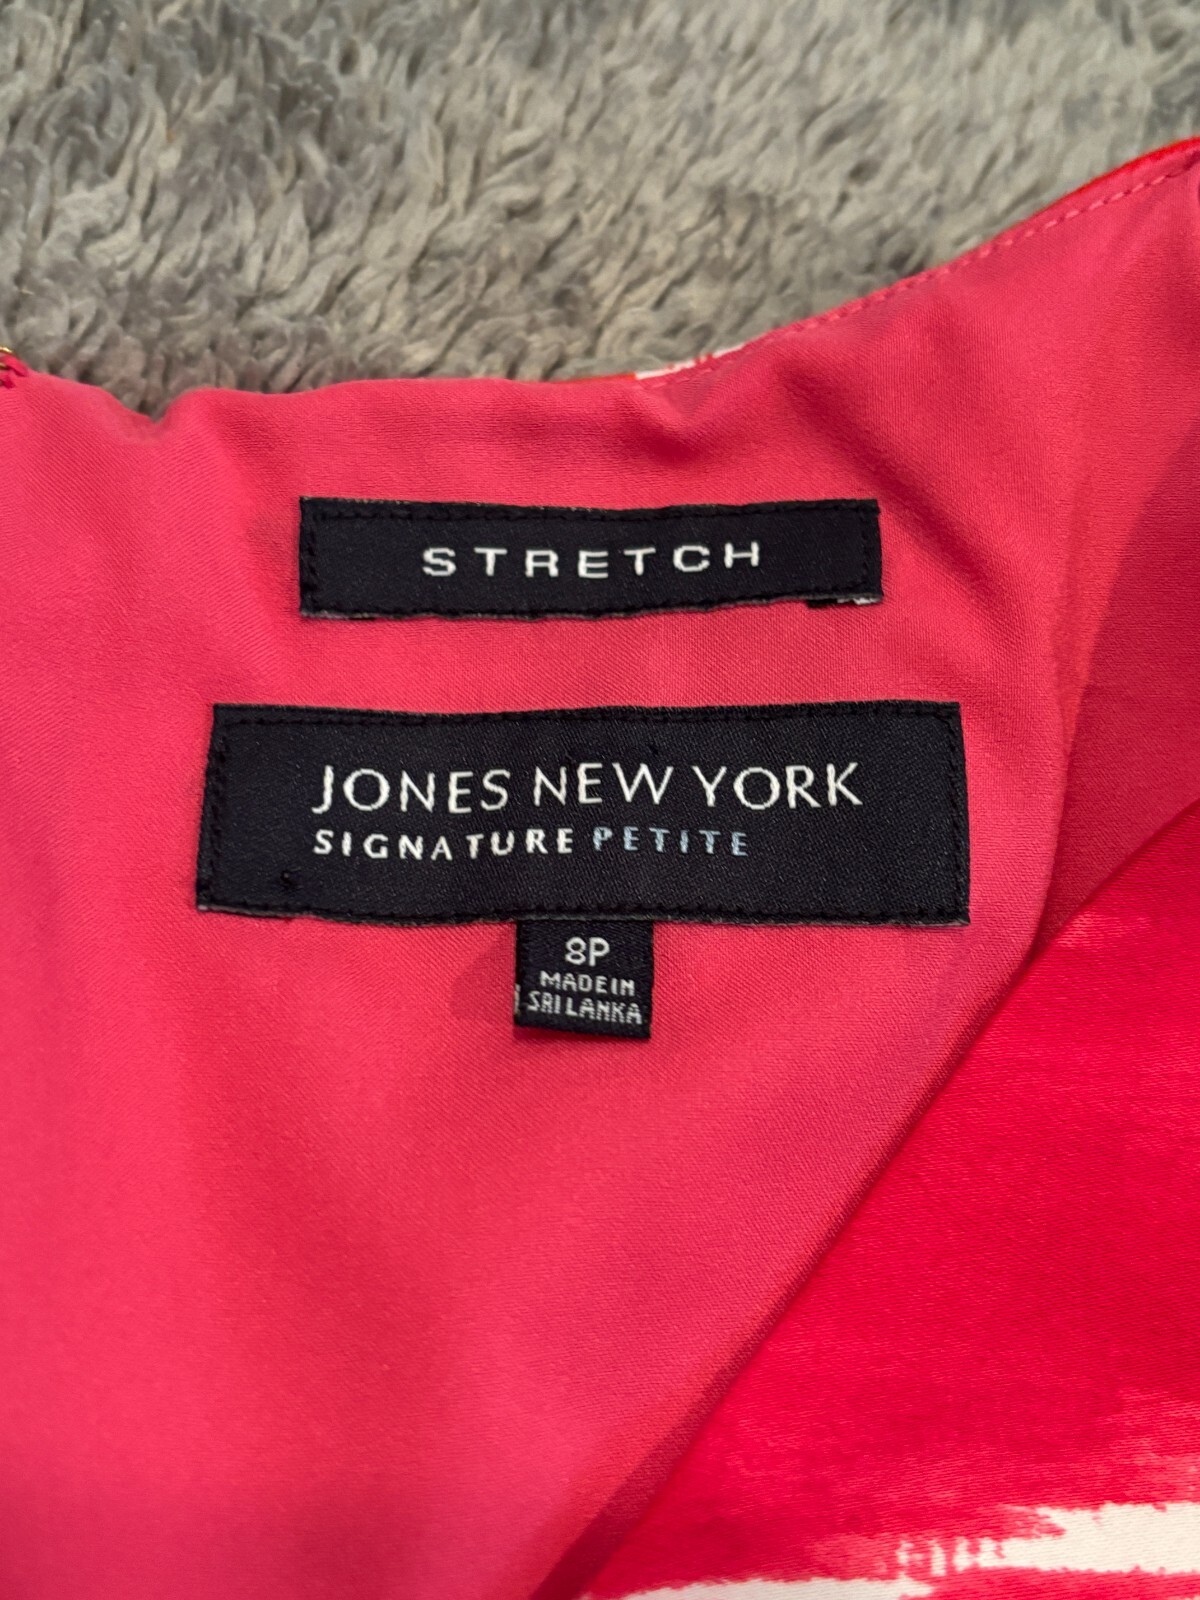 STRETCH
JONES NEW YORK
SIGNATURE PETITE
8P
MADE IN
SRI LANKA